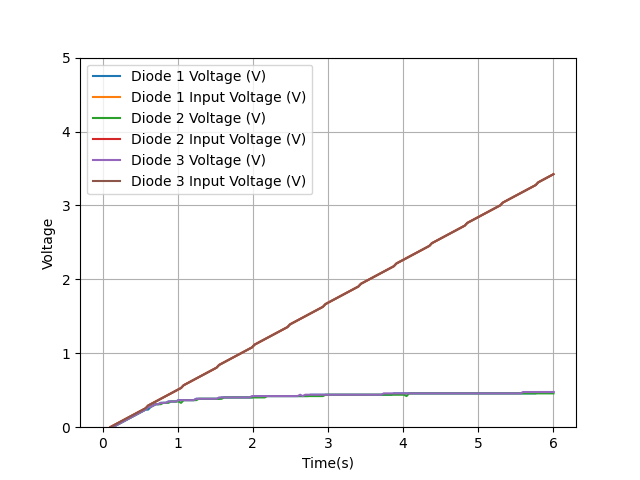 5
4
3
2
1
0
Voltage
Diode 1 Voltage (V)
Diode 1 Input Voltage (V)
Diode 2 Voltage (V)
Diode 2 Input Voltage (V)
Diode 3 Voltage (V)
Diode 3 Input Voltage (V)
0 1 2 3 4 5 6
Time(s)